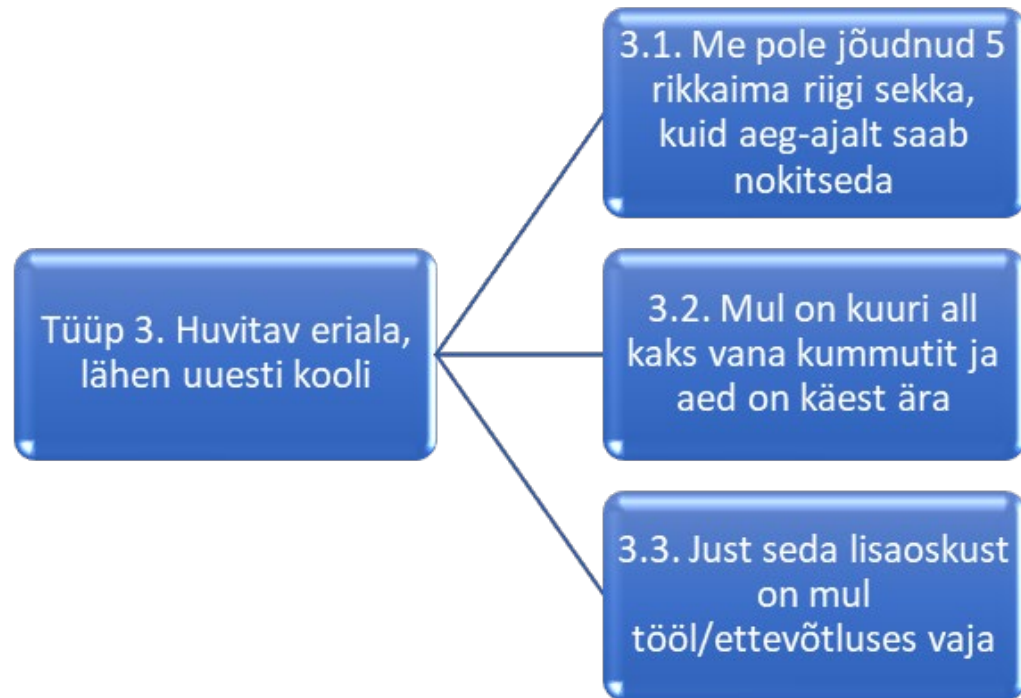 Tüüp 3. Huvitav eriala,
lähen uuesti kooli
3.1. Me pole jõudnud 5
rikkaima riigi sekka,
kuid aeg-ajalt saab
nokitseda
3.2. Mul on kuuri all
kaks vana kummutit ja
aed on käest ära
3.3. Just seda lisaoskust
on mul
tööl/ettevõtluses vaja